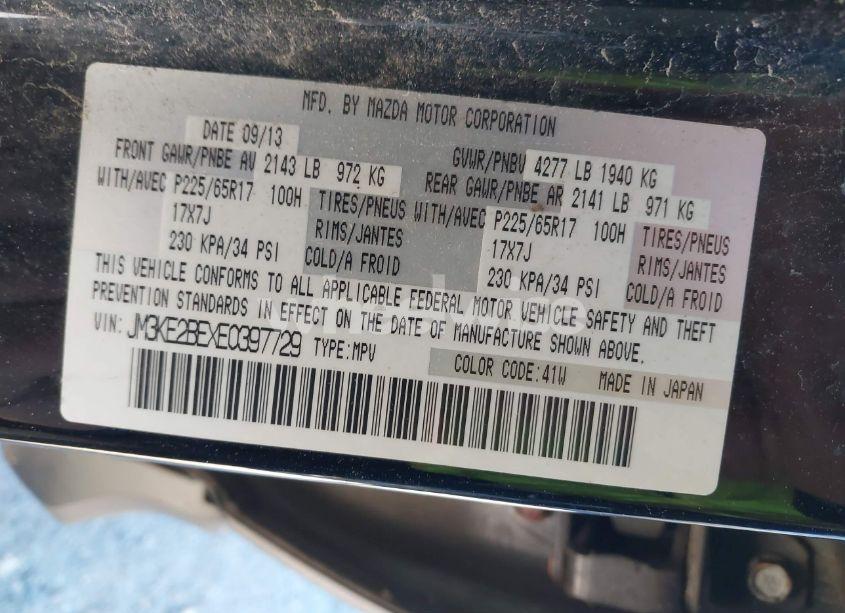 MFD. BY MAZDA MOTOR CORPORATION
DATE 09/13
GVWR/PNBV 4277 LB 1940 KG
FRONT GAWR/PNBE AV 2143 LB 972 KG
REAR GAWR/PNBE AR 2141 LB 971 KG
WITH/AVEC P225/65R17 100H TIRES/PNEUS
17X7J RIMS/JANTES
230 KPA/34 PSI COLD/A FROID
WITH/AVEC P225/65R17 100H TIRES/PNEUS
17X7J RIMS/JANTES
230 KPA/34 PSI COLD/A FROID
THIS VEHICLE CONFORMS TO ALL APPLICABLE FEDERAL MOTOR VEHICLE SAFETY AND THEFT
PREVENTION STANDARDS IN EFFECT ON THE DATE OF MANUFACTURE SHOWN ABOVE.
VIN: JM3KE2BEXE0397729 TYPE:MPV
COLOR CODE:41W MADE IN JAPAN